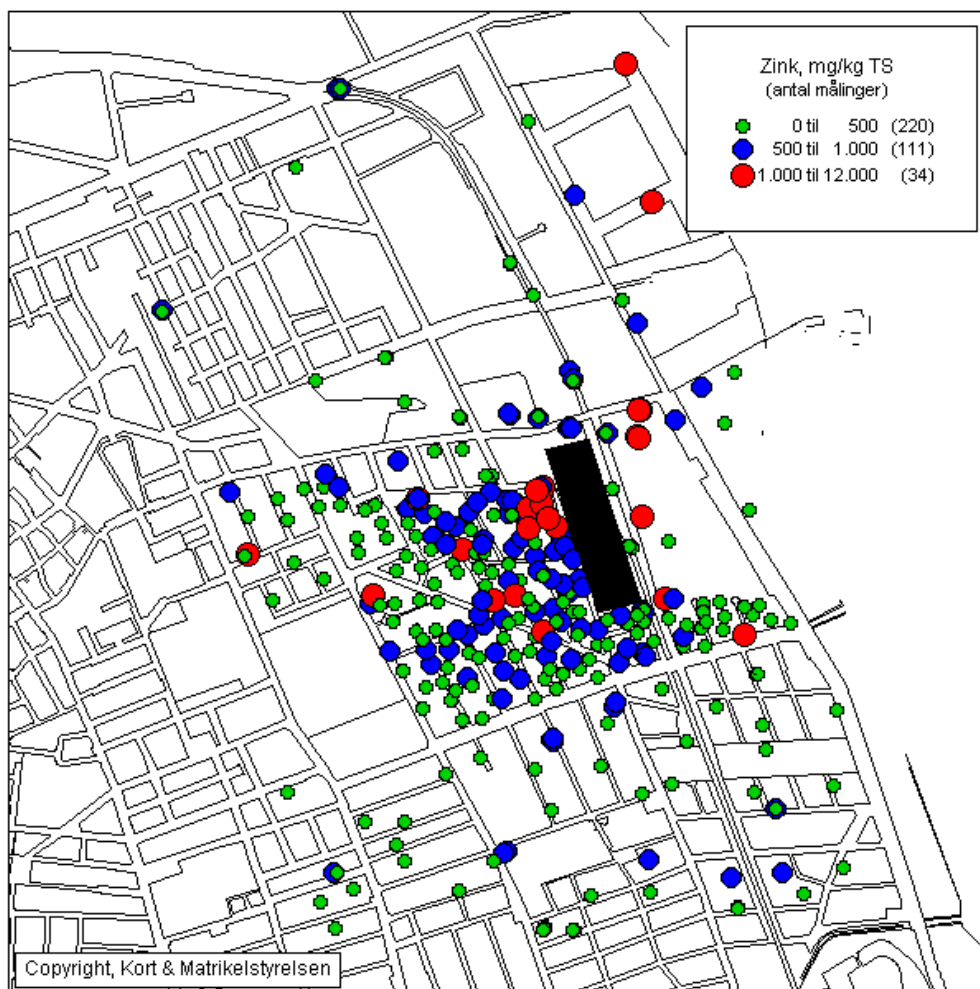 Zink, mg/kg TS
(antal målinger)
0 til 500 (220)
500 til 1.000 (111)
1.000 til 12.000 (34)
Copyright, Kort & Matrikelstyrelsen